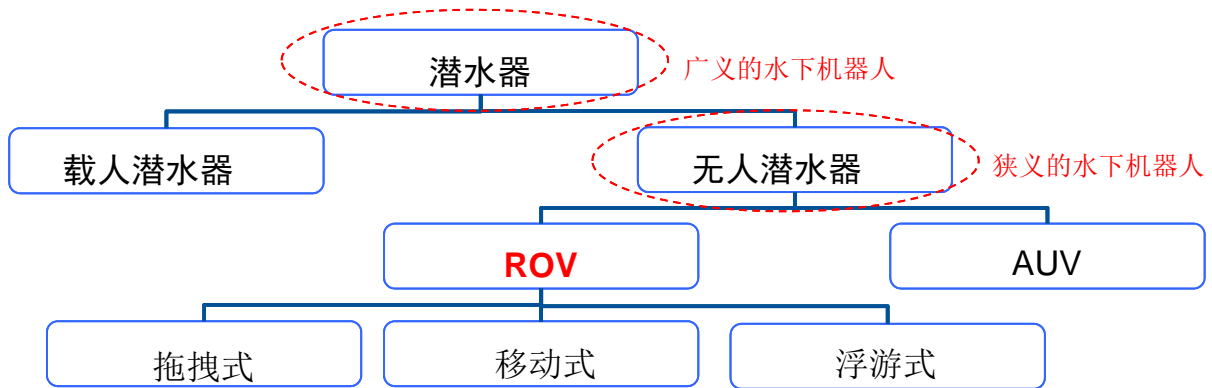 潜水器
广义的水下机器人
载人潜水器
无人潜水器
狭义的水下机器人
ROV
AUV
拖拽式
移动式
浮游式